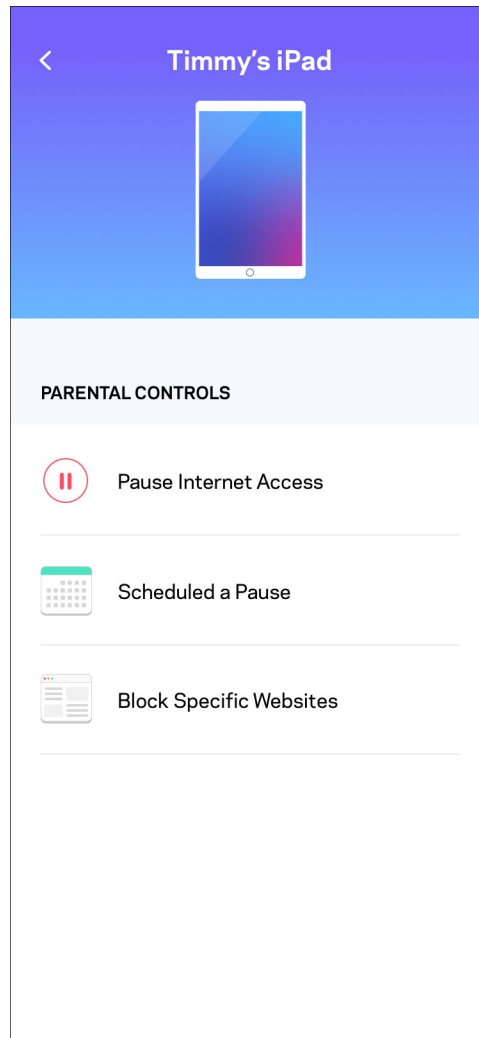 Timmy's iPad
PARENTAL CONTROLS
Pause Internet Access
Scheduled a Pause
Block Specific Websites